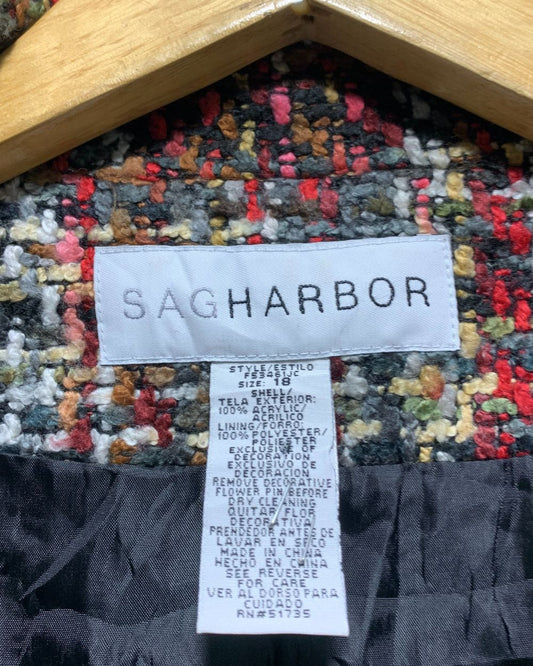 SAGHARBOR
STYLE/ESTILO
FS3461JC
SIZE: 18
SHELL/
TELA EXTERIOR:
100% ACRYLIC/
ACRILICO
LINING/FORRO:
100% POLYESTER/
POLIESTER
EXCLUSIVE OF
DECORATION
EXCLUSIVO DE
DECORACION
REMOVE DECORATIVE
FLOWER PIN BEFORE
DRY CLEANING
QUITAR/FLOR
DECORATIVA
PRENDEDOR ANTES DE
LAVAR EN SECO
MADE IN CHINA
HECHO EN CHINA
SEE REVERSE
FOR CARE
VER AL DORSO PARA
CUIDADO
RN#51735